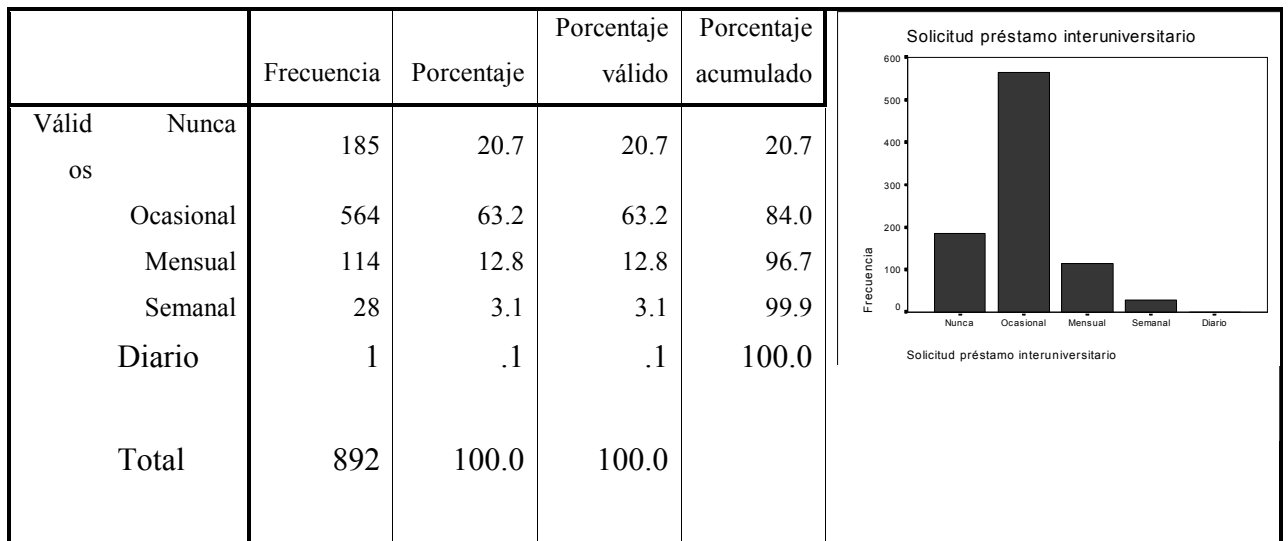 Frecuencia Porcentaje Porcentaje válido Porcentaje acumulado
Válid os Nunca 185 20.7 20.7 20.7
Ocasional 564 63.2 63.2 84.0
Mensual 114 12.8 12.8 96.7
Semanal 28 3.1 3.1 99.9
Diario 1 .1 .1 100.0
Total 892 100.0 100.0
Solicitud préstamo interuniversitario
600
500
400
300
200
100
0
Frecuencia
Nunca Ocasional Mensual Semanal Diario
Solicitud préstamo interuniversitario